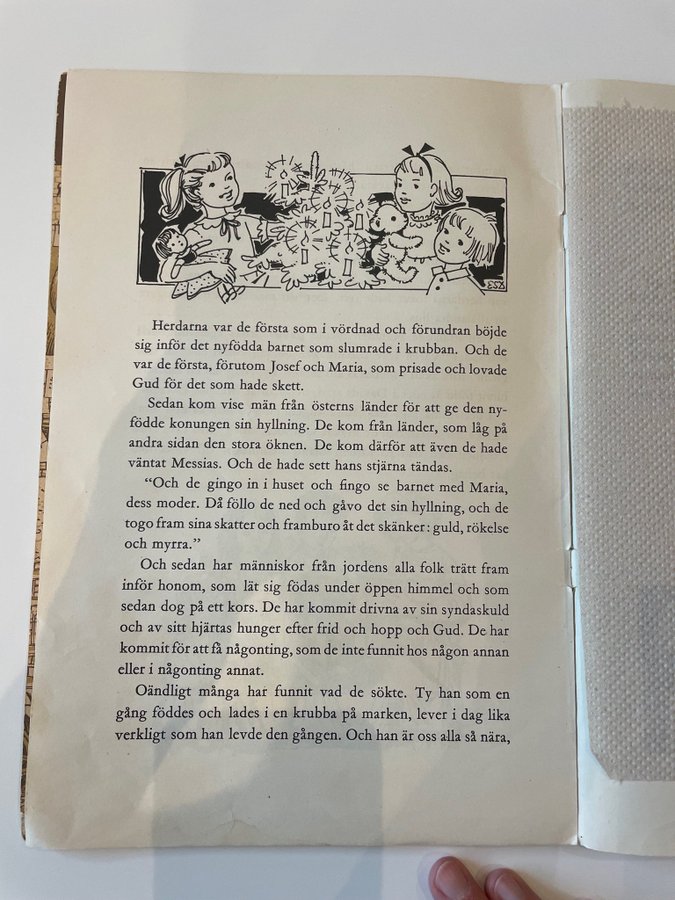 ESX
Herdarna var de första som i vördnad och förundran böjde
sig inför det nyfödda barnet som slumrade i krubban. Och de
var de första, förutom Josef och Maria, som prisade och lovade
Gud för det som hade skett.
Sedan kom vise män från österns länder för att ge den ny-
födde konungen sin hyllning. De kom från länder, som låg på
andra sidan den stora öknen. De kom därför att även de hade
väntat Messias. Och de hade sett hans stjärna tändas.
“Och de gingo in i huset och fingo se barnet med Maria,
dess moder. Då föllo de ned och gåvo det sin hyllning, och de
togo fram sina skatter och framburo åt det skänker: guld, rökelse
och myrra.”
Och sedan har människor från jordens alla folk trätt fram
inför honom, som lät sig födas under öppen himmel och som
sedan dog på ett kors. De har kommit drivna av sin syndaskuld
och av sitt hjärtas hunger efter frid och hopp och Gud. De har
kommit för att få någonting, som de inte funnit hos någon annan
eller i någonting annat.
Oändligt många har funnit vad de sökte. Ty han som en
gång föddes och lades i en krubba på marken, lever i dag lika
verkligt som han levde den gången. Och han är oss alla så nära,